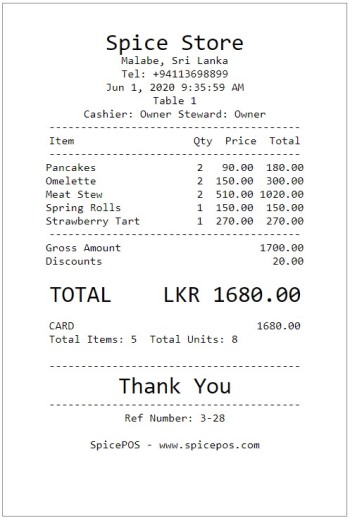 Spice Store
Malabe, Sri Lanka
Tel: +94113698899
Jun 1, 2020 9:35:59 AM
Table 1
Cashier: Owner Steward: Owner
----------------------------------------
Item Qty Price Total
----------------------------------------
Pancakes 2 90.00 180.00
Omelette 2 150.00 300.00
Meat Stew 2 510.00 1020.00
Spring Rolls 1 150.00 150.00
Strawberry Tart 1 270.00 270.00
----------------------------------------
Gross Amount 1700.00
Discounts 20.00
TOTAL LKR 1680.00
CARD 1680.00
Total Items: 5 Total Units: 8
----------------------------------------
Thank You
----------------------------------------
Ref Number: 3-28
SpicePOS - www.spicepos.com